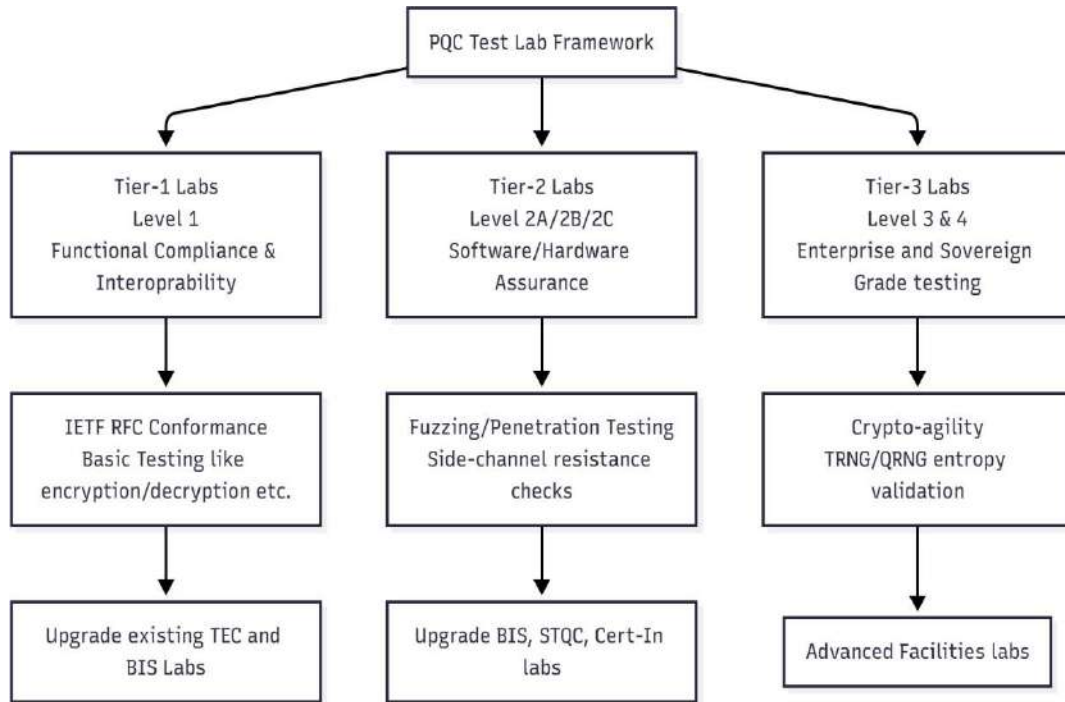 PQC Test Lab Framework
Tier-1 Labs
Level 1
Functional Compliance &
Interoprability
Tier-2 Labs
Level 2A/2B/2C
Software/Hardware
Assurance
Tier-3 Labs
Level 3 & 4
Enterprise and Sovereign
Grade testing
IETF RFC Conformance
Basic Testing like
encryption/decryption etc.
Fuzzing/Penetration Testing
Side-channel resistance
checks
Crypto-agility
TRNG/QRNG entropy
validation
Upgrade existing TEC and
BIS Labs
Upgrade BIS, STQC, Cert-In
labs
Advanced Facilities labs